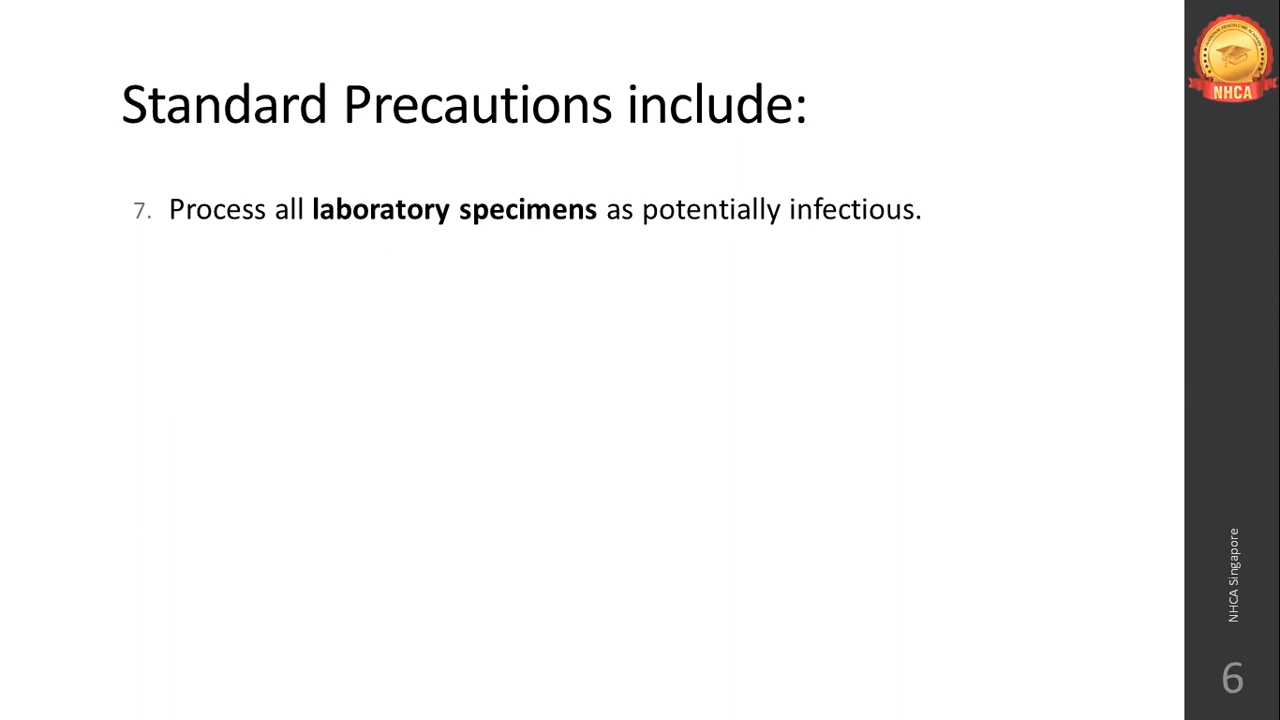 Standard Precautions include:
7. Process all laboratory specimens as potentially infectious.
NHCA
NHCA Singapore
6